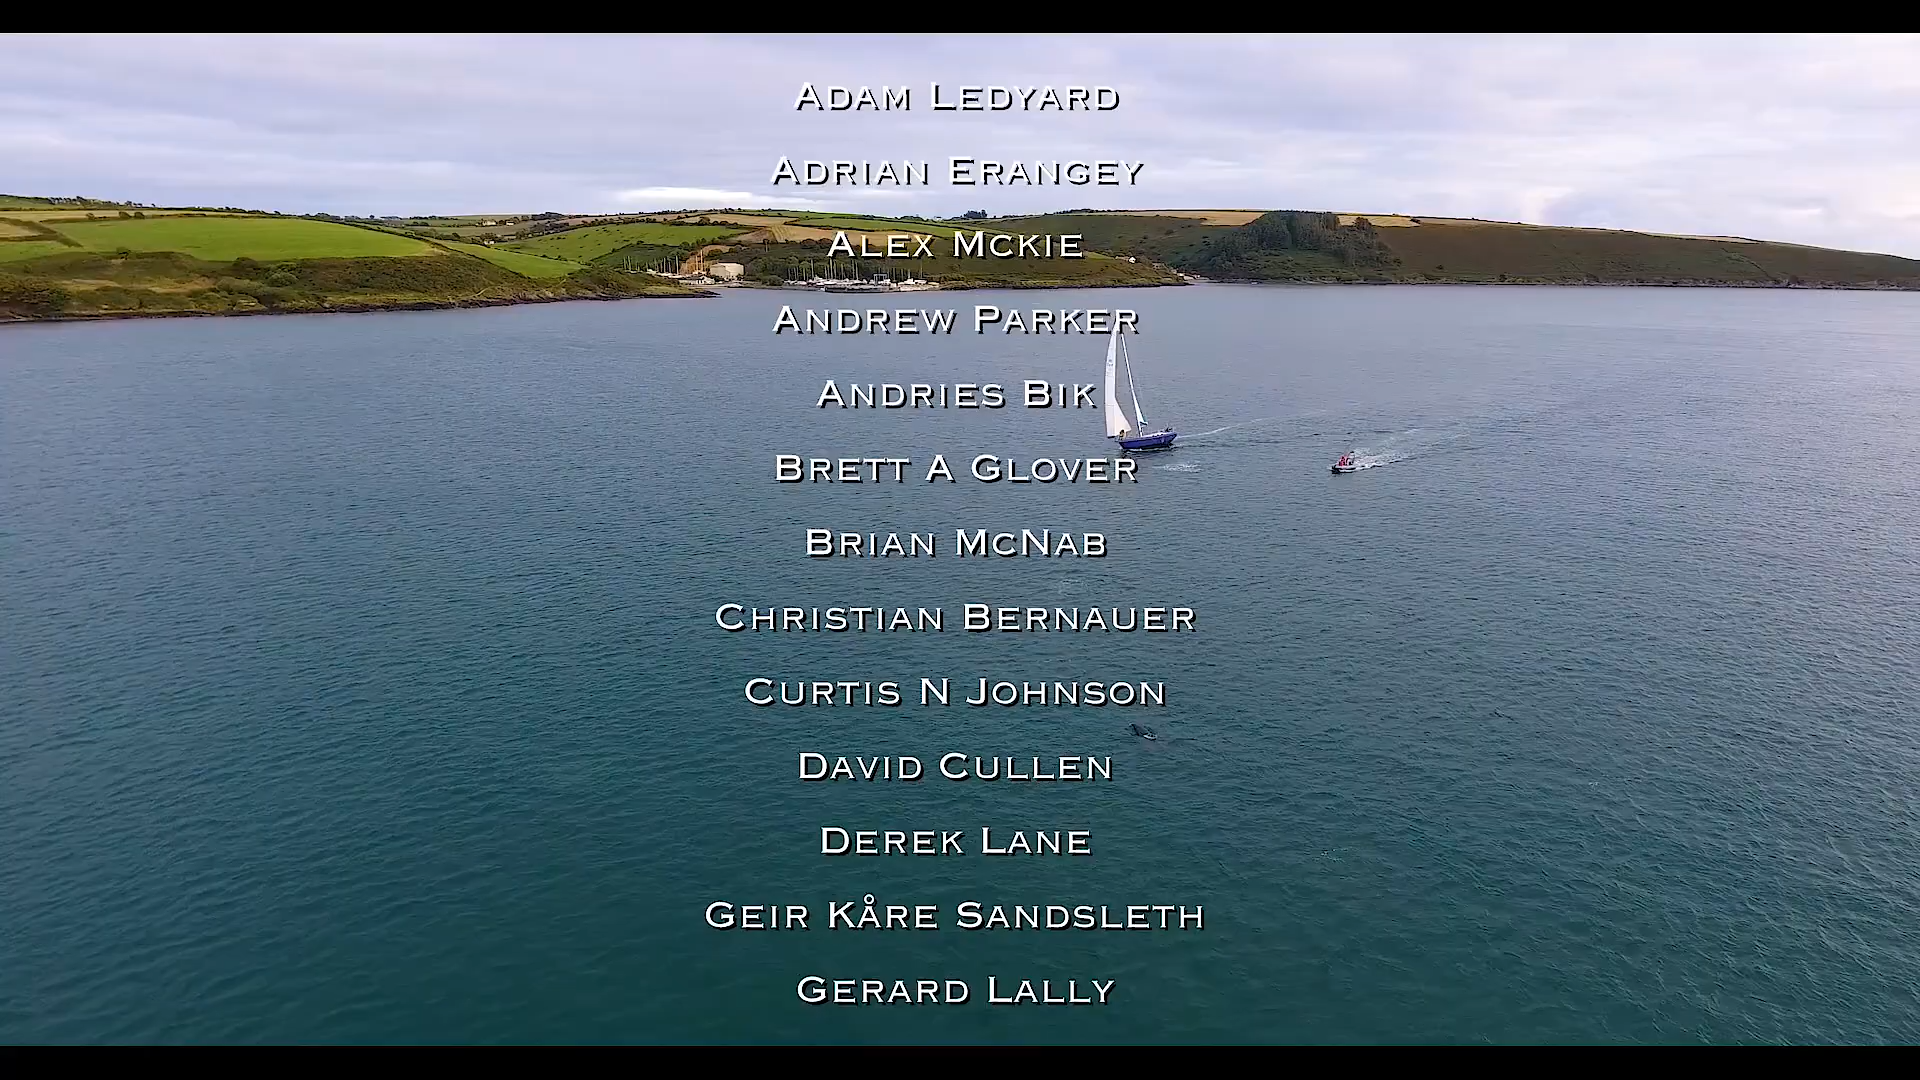 Adam Ledyard
Adrian Erangey
Alex Mckie
Andrew Parker
Andries Bik
Brett A Glover
Brian McNab
Christian Bernauer
Curtis N Johnson
David Cullen
Derek Lane
Geir Kåre Sandsleth
Gerard Lally